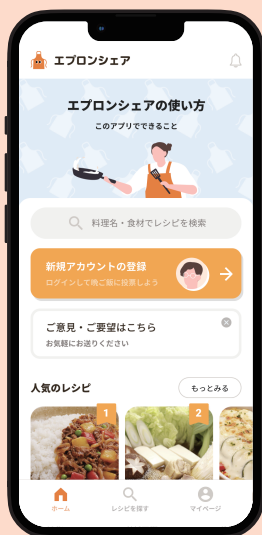 エプロンシェア
エプロンシェアの使い方
このアプリでできること
料理名・食材でレシピを検索
新規アカウントの登録
ログインして晩ご飯に投票しよう
ご意見・ご要望はこちら
お気軽にお送りください
人気のレシピ
もっとみる
1
2
ホーム
レシピを探す
マイページ